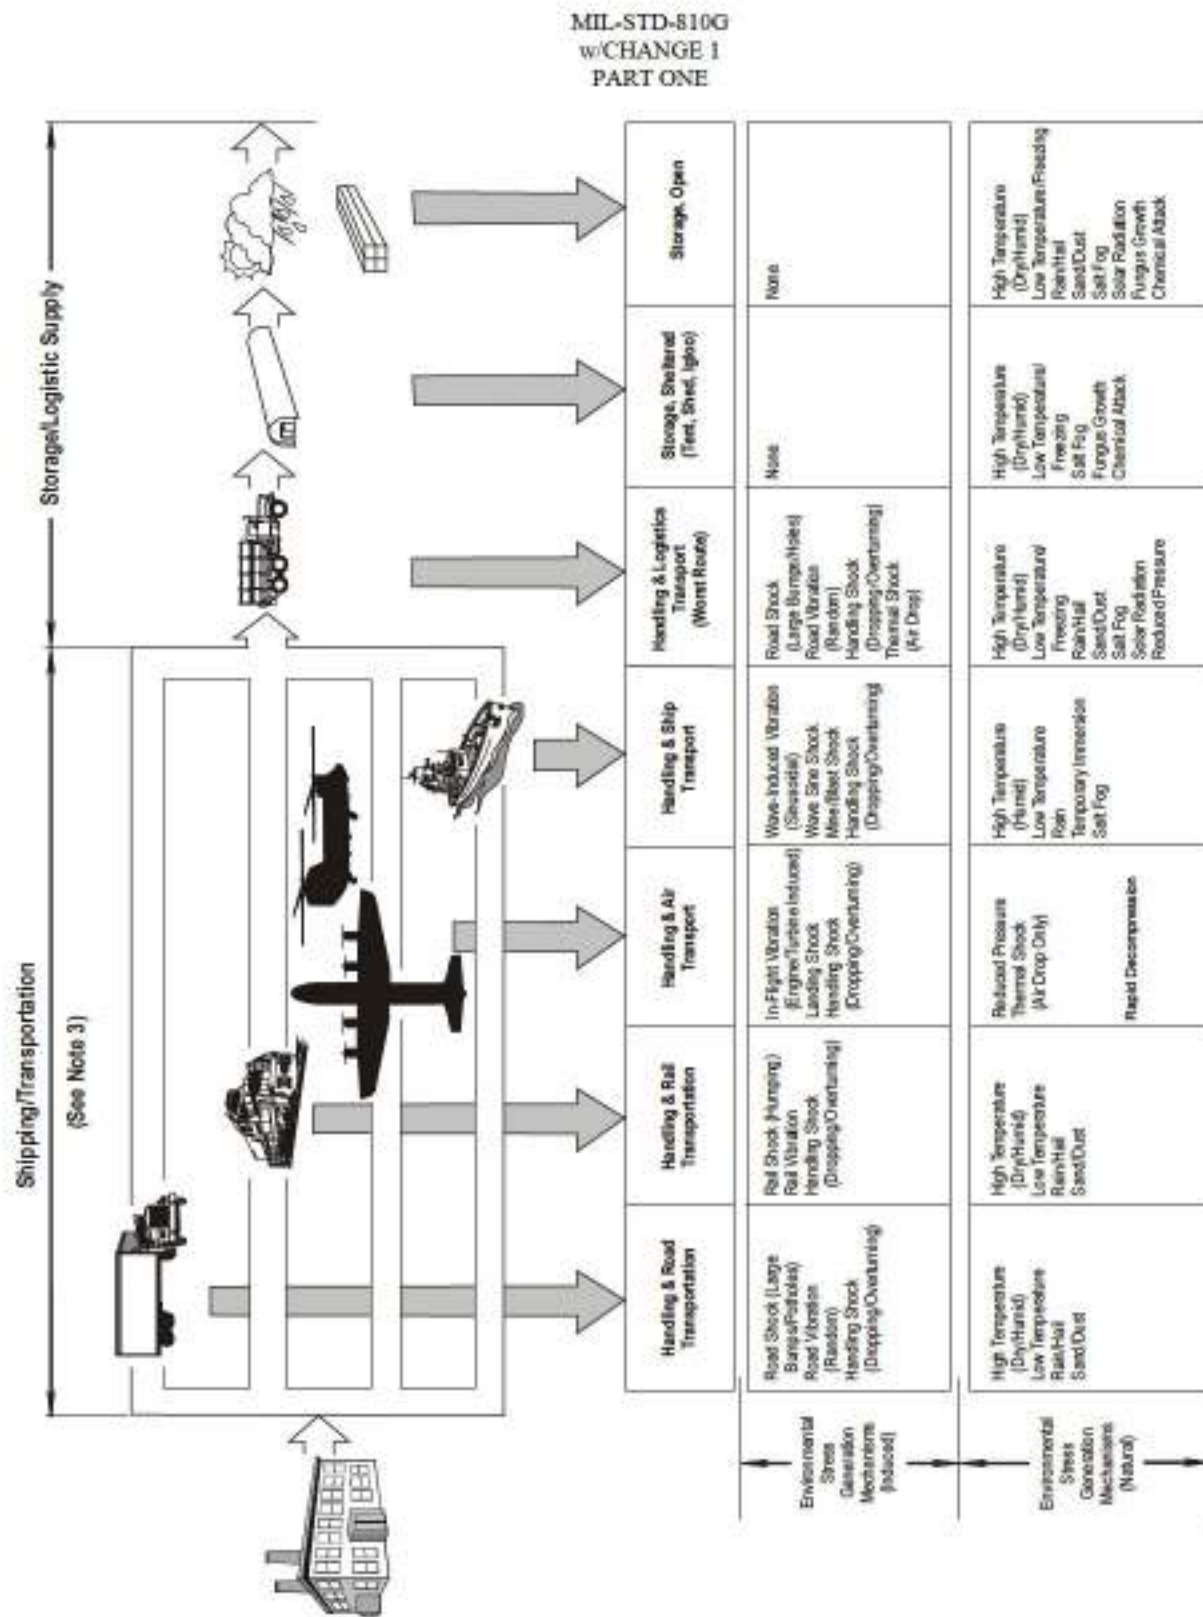 MIL-STD-810G
w/CHANGE 1
PART ONE
Shipping/Transportation
(See Note 3)
Storage/Logistic Supply
Handling & Road
Transportation
Handling & Rail
Transportation
Handling & Air
Transport
Handling & Ship
Transport
Handling & Logistics
Transport
(Worst Route)
Storage, Sheltered
(Tent, Shed, Igloo)
Storage, Open
Environmental
Stress
Generation
Mechanisms
(Induced)
Road Shock (Large
Bumps/Potholes)
Road Vibration
(Random)
Handling Shock
(Dropping/Overturning)
Rail Shock (Humping)
Rail Vibration
Handling Shock
(Dropping/Overturning)
In-Flight Vibration
(Engine/Turbine Induced)
Landing Shock
Handling Shock
(Dropping/Overturning)
Wave-Induced Vibration
(Sinusoidal)
Wave Sine Shock
Mine/Blast Shock
Handling Shock
(Dropping/Overturning)
Road Shock
(Large Bumps/Holes)
Road Vibration
(Random)
Handling Shock
(Dropping/Overturning)
Thermal Shock
(Air Drop)
None
None
Environmental
Stress
Generation
Mechanisms
(Natural)
High Temperature
(Dry/Humid)
Low Temperature
Rain/Hail
Sand/Dust
High Temperature
(Dry/Humid)
Low Temperature
Rain/Hail
Sand/Dust
Reduced Pressure
Thermal Shock
(Air Drop Only)
Rapid Decompression
High Temperature
(Humid)
Low Temperature
Rain
Temporary Immersion
Salt Fog
High Temperature
(Dry/Humid)
Low Temperature/
Freezing
Rain/Hail
Sand/Dust
Salt Fog
Solar Radiation
Reduced Pressure
High Temperature
(Dry/Humid)
Low Temperature/
Freezing
Salt Fog
Fungus Growth
Chemical Attack
High Temperature
(Dry/Humid)
Low Temperature/Freezing
Rain/Hail
Sand/Dust
Salt Fog
Solar Radiation
Fungus Growth
Chemical Attack